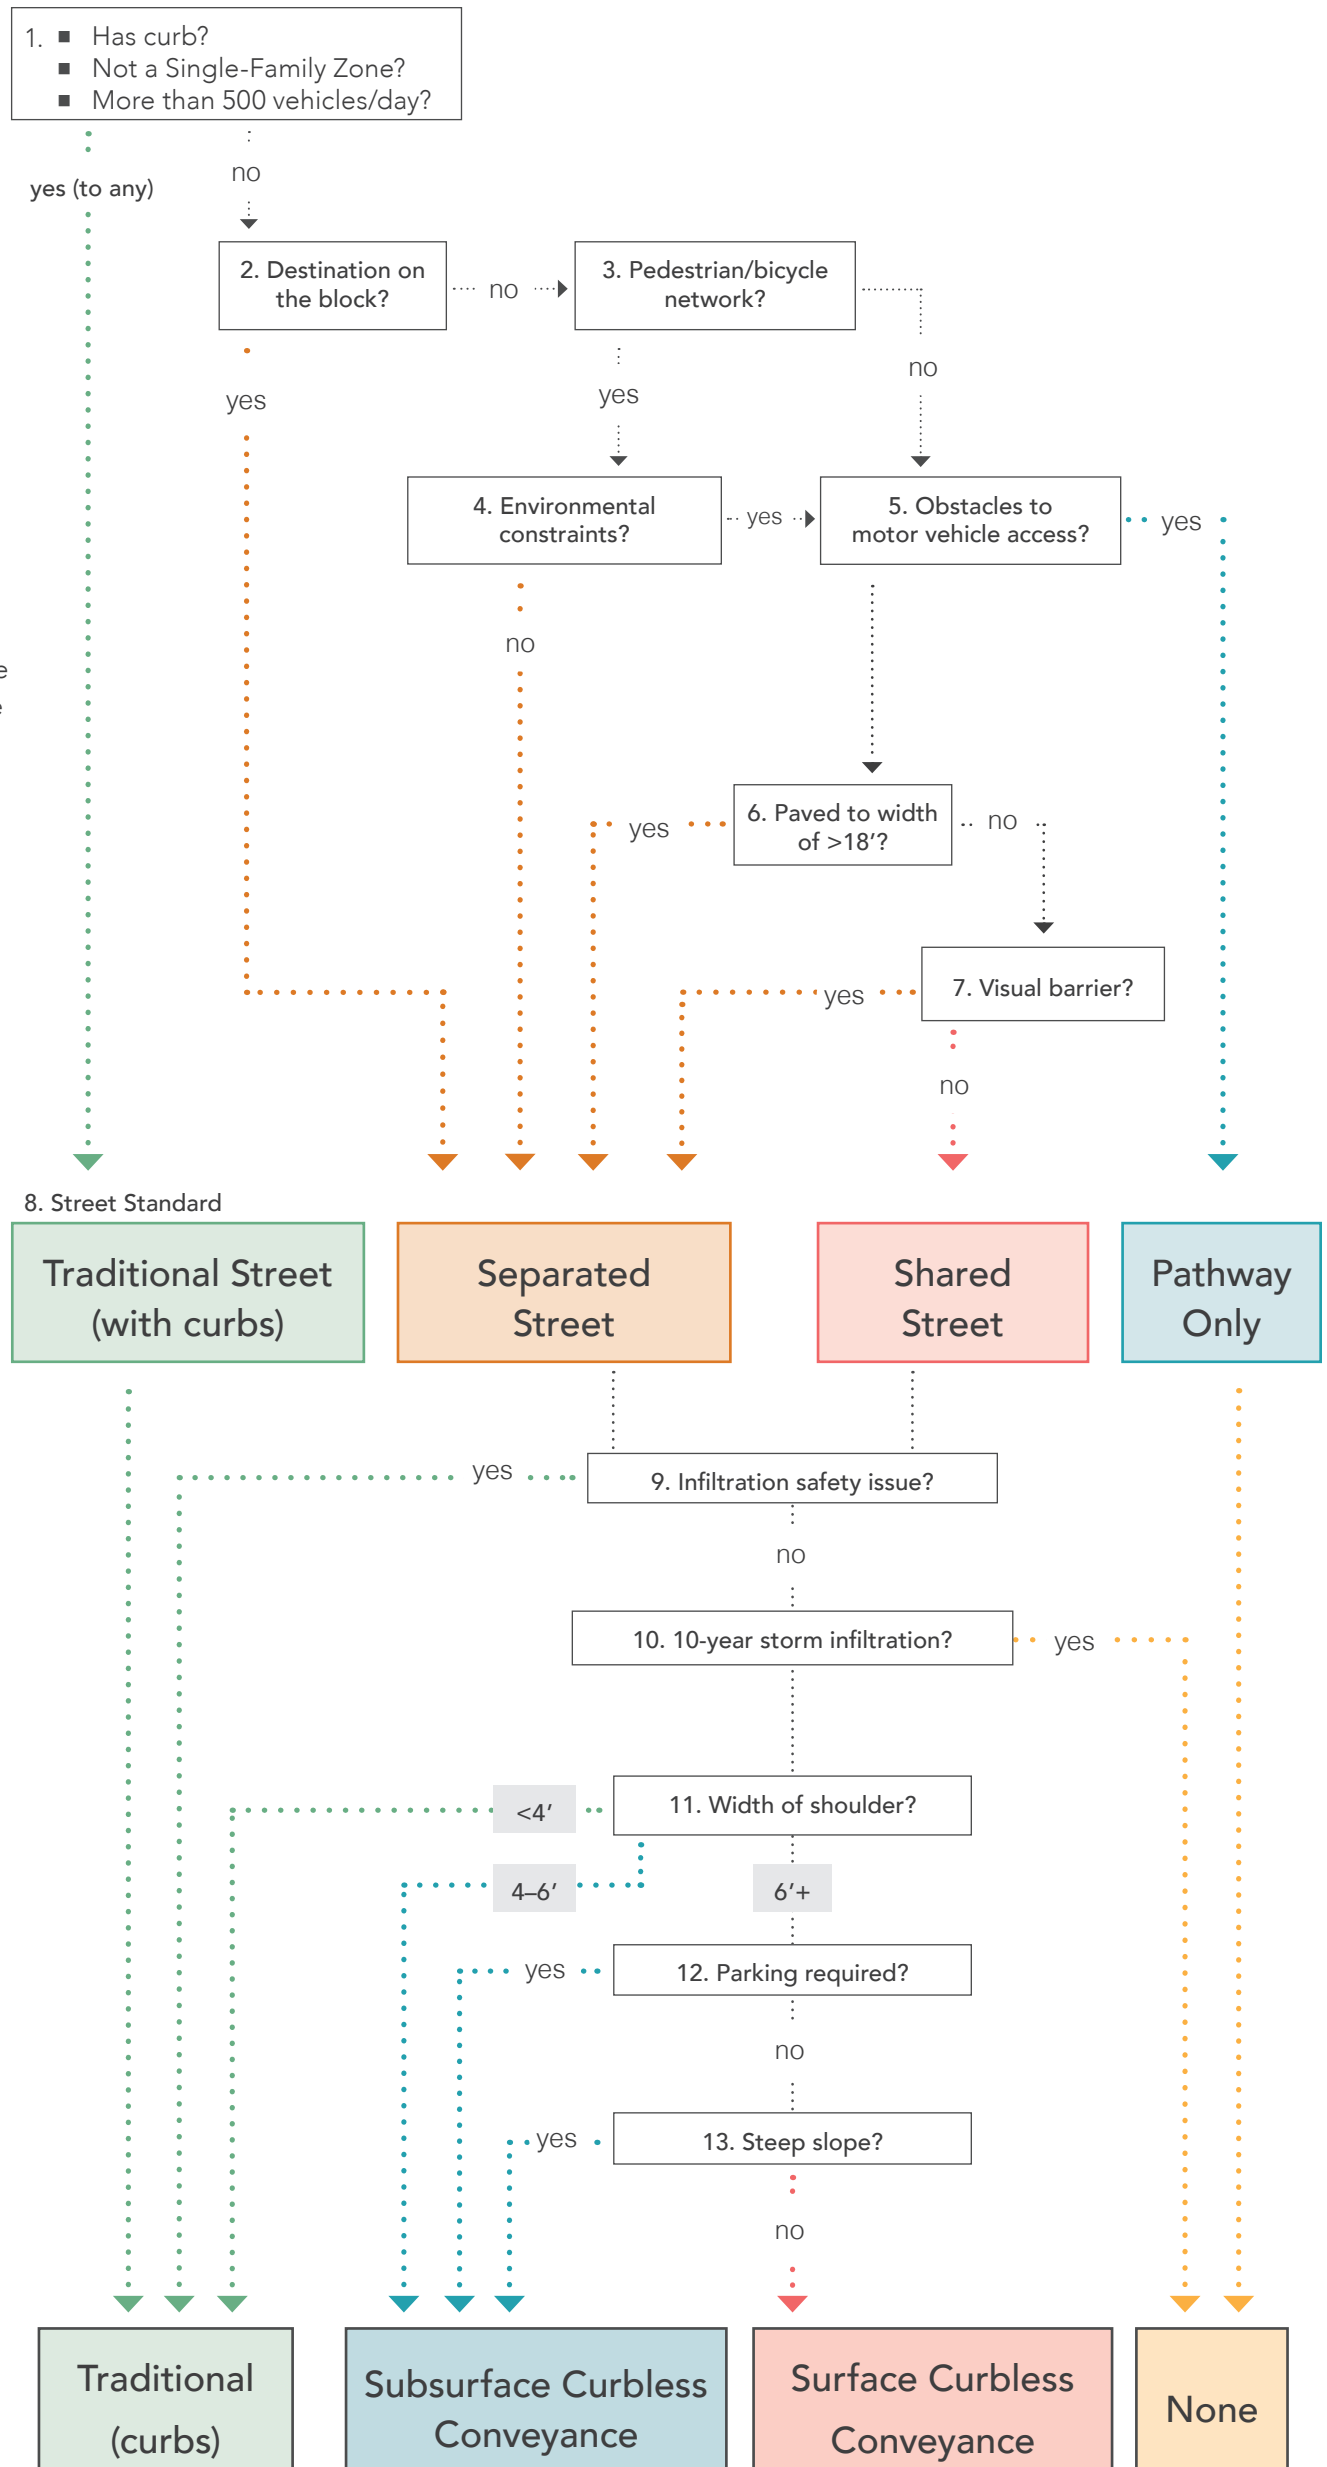 1. ■ Has curb?
■ Not a Single-Family Zone?
■ More than 500 vehicles/day?
yes (to any)
no
2. Destination on
the block?
no
3. Pedestrian/bicycle
network?
yes
yes
no
4. Environmental
constraints?
yes
5. Obstacles to
motor vehicle access?
yes
no
6. Paved to width
of >18’?
yes
no
7. Visual barrier?
yes
no
8. Street Standard
Traditional Street
(with curbs)
Separated
Street
Shared
Street
Pathway
Only
9. Infiltration safety issue?
yes
no
10. 10-year storm infiltration?
yes
11. Width of shoulder?
<4’
4–6’
6’+
12. Parking required?
yes
no
13. Steep slope?
yes
no
Traditional
(curbs)
Subsurface Curbless
Conveyance
Surface Curbless
Conveyance
None